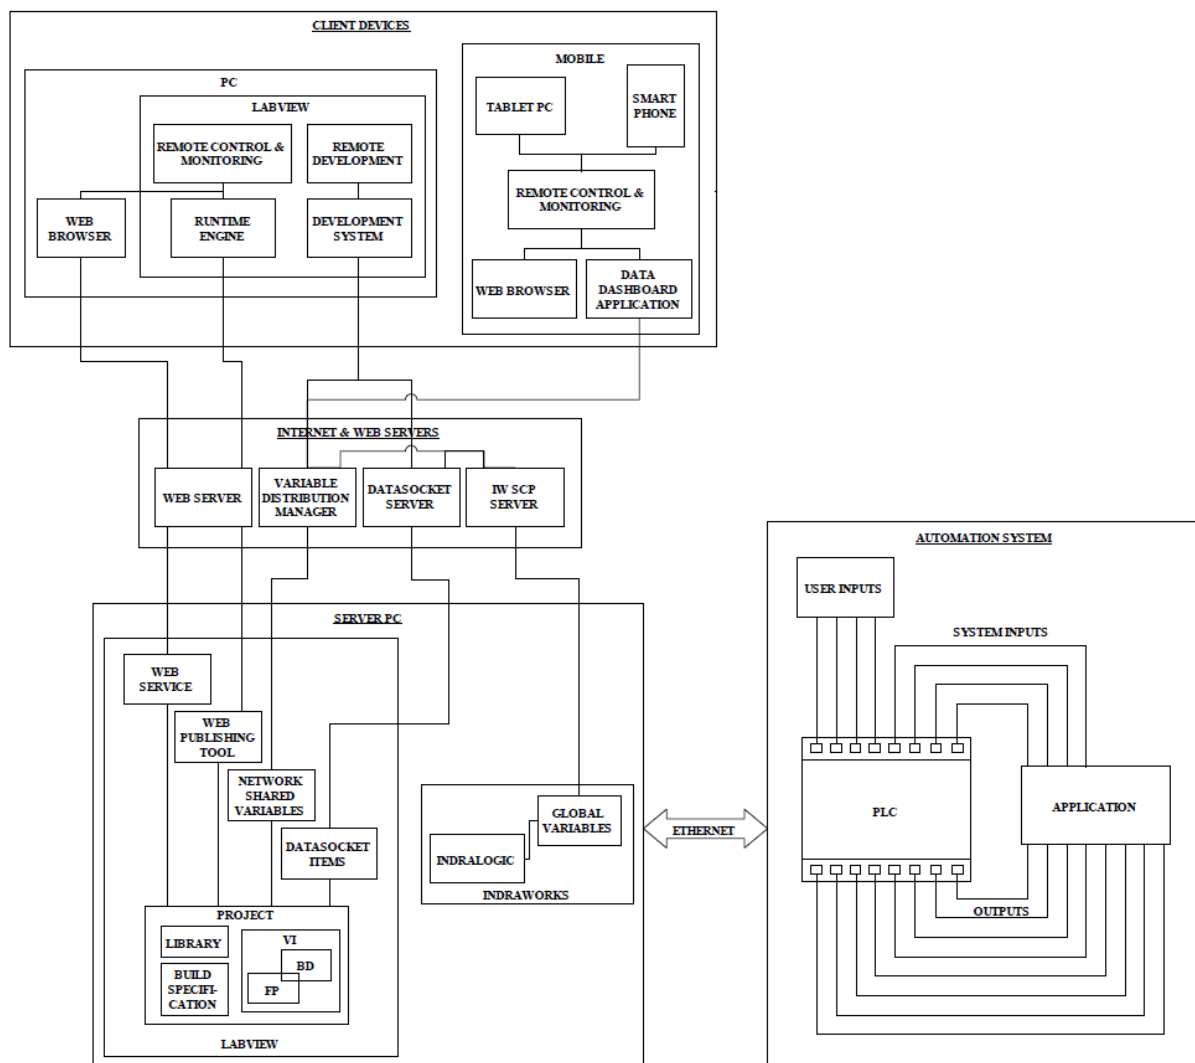 CLIENT DEVICES
PC
LABVIEW
REMOTE CONTROL &
MONITORING
REMOTE
DEVELOPMENT
WEB
BROWSER
RUNTIME
ENGINE
DEVELOPMENT
SYSTEM
MOBILE
TABLET PC
SMART
PHONE
REMOTE CONTROL &
MONITORING
WEB BROWSER
DATA
DASHBOARD
APPLICATION
INTERNET & WEB SERVERS
WEB SERVER
VARIABLE
DISTRIBUTION
MANAGER
DATASOCKET
SERVER
IW SCP
SERVER
SERVER PC
WEB
SERVICE
WEB
PUBLISHING
TOOL
NETWORK
SHARED
VARIABLES
DATASOCKET
ITEMS
PROJECT
LIBRARY
BUILD
SPECIFI-
CATION
VI
BD
FP
LABVIEW
GLOBAL
VARIABLES
INDRALOGIC
INDRAWORKS
ETHERNET
AUTOMATION SYSTEM
USER INPUTS
SYSTEM INPUTS
PLC
APPLICATION
OUTPUTS